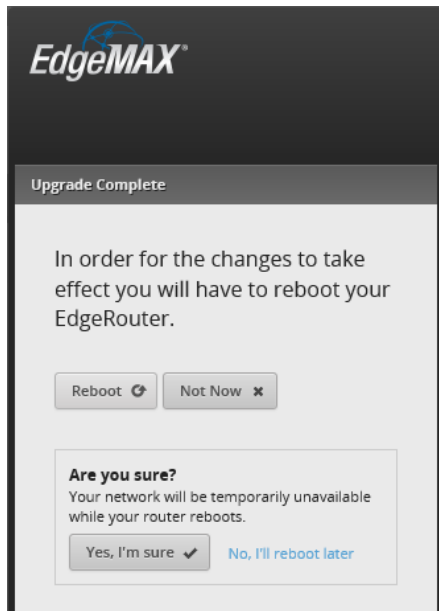 EdgeMAX®
Upgrade Complete
In order for the changes to take
effect you will have to reboot your
EdgeRouter.
Reboot
Not Now
Are you sure?
Your network will be temporarily unavailable
while your router reboots.
Yes, I'm sure
No, I'll reboot later